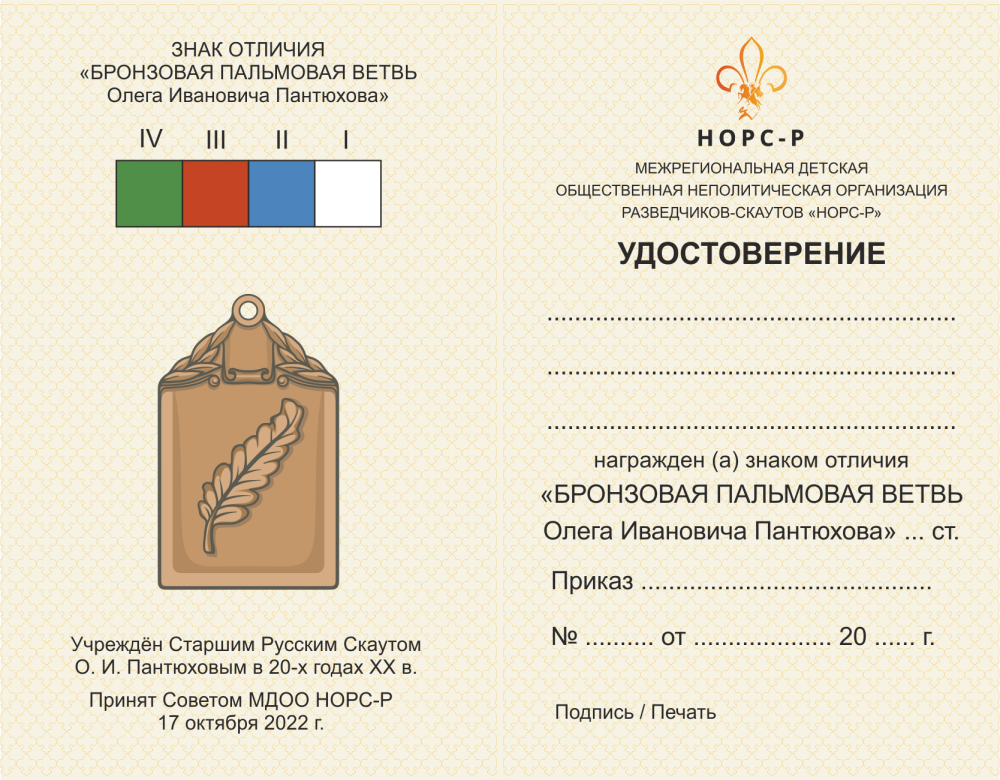 ЗНАК ОТЛИЧИЯ
«БРОНЗОВАЯ ПАЛЬМОВАЯ ВЕТВЬ
Олега Ивановича Пантюхова»
IV III II I
Учреждён Старшим Русским Скаутом
О. И. Пантюховым в 20-х годах XX в.
Принят Советом МДОО НОРС-Р
17 октября 2022 г.
НОРС-Р
МЕЖРЕГИОНАЛЬНАЯ ДЕТСКАЯ
ОБЩЕСТВЕННАЯ НЕПОЛИТИЧЕСКАЯ ОРГАНИЗАЦИЯ
РАЗВЕДЧИКОВ-СКАУТОВ «НОРС-Р»
УДОСТОВЕРЕНИЕ
.....................................................
.....................................................
.....................................................
награжден (а) знаком отличия
«БРОНЗОВАЯ ПАЛЬМОВАЯ ВЕТВЬ
Олега Ивановича Пантюхова» ... ст.
Приказ ..........................................
№ .......... от .................... 20 ...... г.
Подпись / Печать